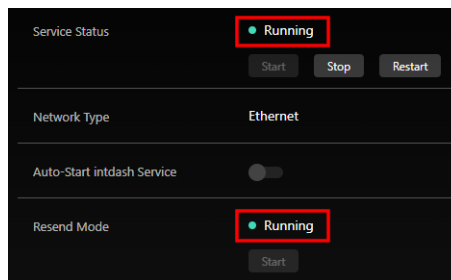 Service Status
Running
Start Stop Restart
Network Type Ethernet
Auto-Start intdash Service
Resend Mode
Running
Start